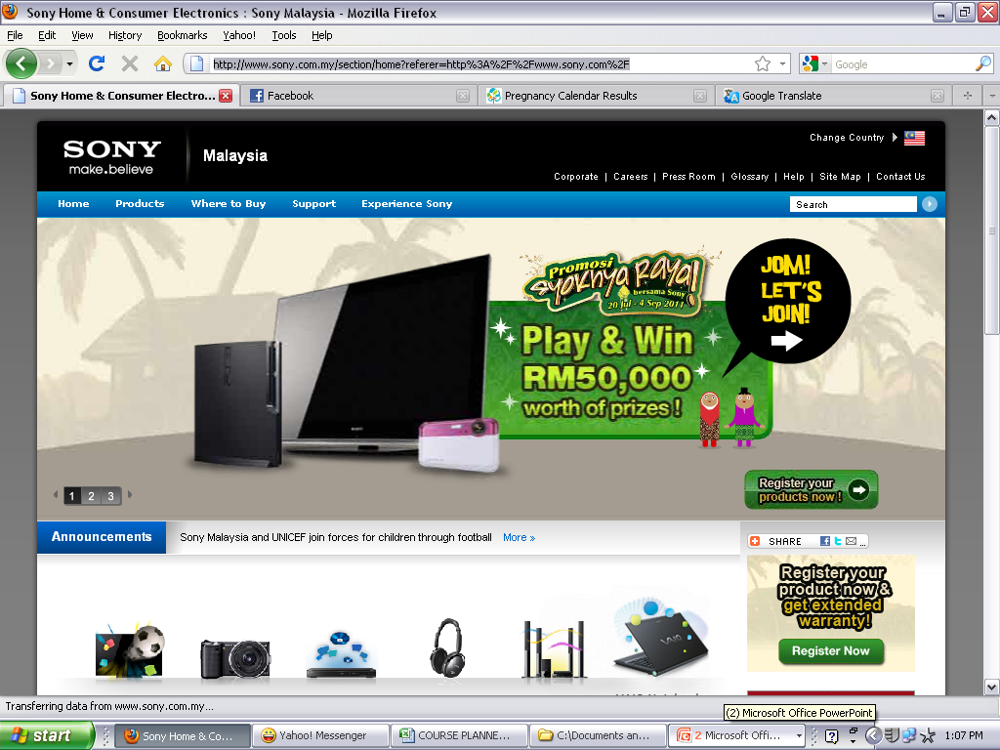 Sony Home & Consumer Electronics : Sony Malaysia - Mozilla Firefox
File Edit View History Bookmarks Yahoo! Tools Help
http://www.sony.com.my/section/home?referer=http%3A%2F%2Fwww.sony.com%2F
Google
Sony Home & Consumer Electro...
Facebook
Pregnancy Calendar Results
Google Translate
SONY
make.believe
Malaysia
Change Country
Corporate | Careers | Press Room | Glossary | Help | Site Map | Contact Us
Home Products Where to Buy Support Experience Sony
Search
Promosi
Syoknya Raya!
bersama Sony
20 Jul - 4 Sep 2011
Play & Win
RM50,000
worth of prizes!
JOM!
LET'S
JOIN!
Register your
products now!
1 2 3
Announcements
Sony Malaysia and UNICEF join forces for children through football More »
SHARE
Register your
product now &
get extended
warranty!
Register Now
SONY
VAIO
Transferring data from www.sony.com.my...
(2) Microsoft Office PowerPoint
start
Sony Home & Co...
Yahoo! Messenger
COURSE PLANNE...
C:\Documents an...
2 Microsoft Offi...
1:07 PM